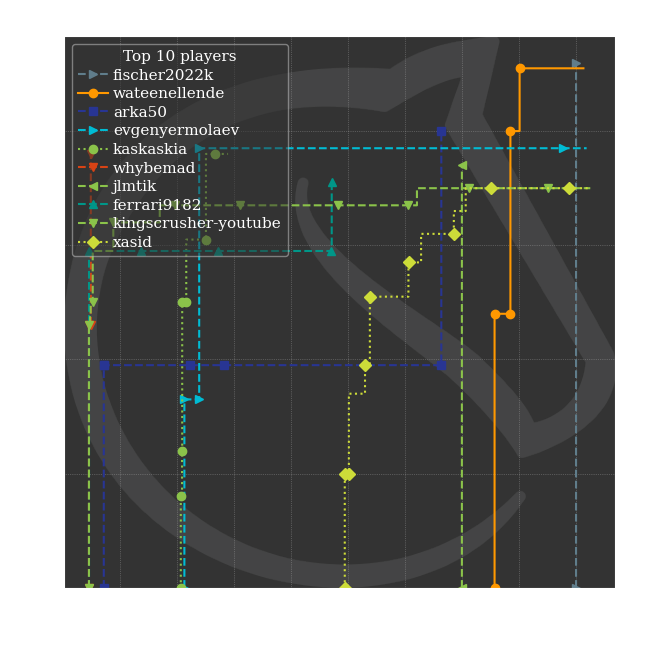 Top 10 players
fischer2022k
wateenellende
arka50
evgenyermolaev
kaskaskia
whybemad
jlmtik
ferrari9182
kingscrusher-youtube
xasid